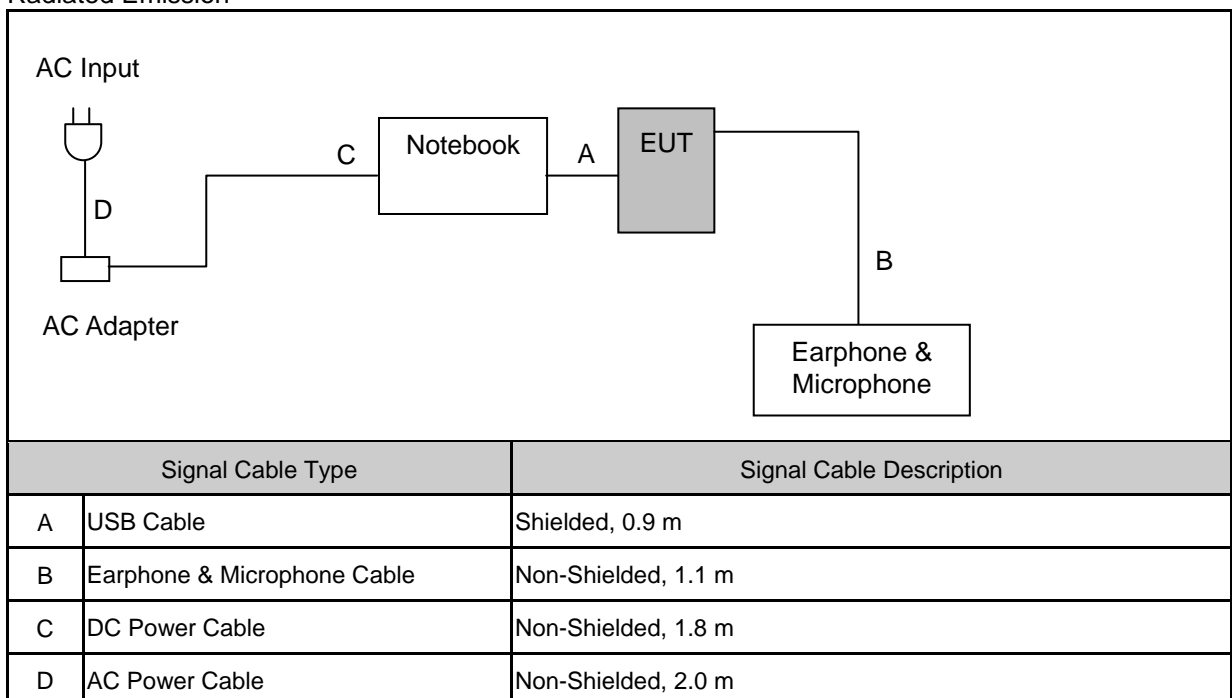 Radiated Emission
AC Input
C
Notebook
A
EUT
D
B
AC Adapter
Earphone &
Microphone
Signal Cable Type
Signal Cable Description
A
USB Cable
Shielded, 0.9 m
B
Earphone & Microphone Cable
Non-Shielded, 1.1 m
C
DC Power Cable
Non-Shielded, 1.8 m
D
AC Power Cable
Non-Shielded, 2.0 m